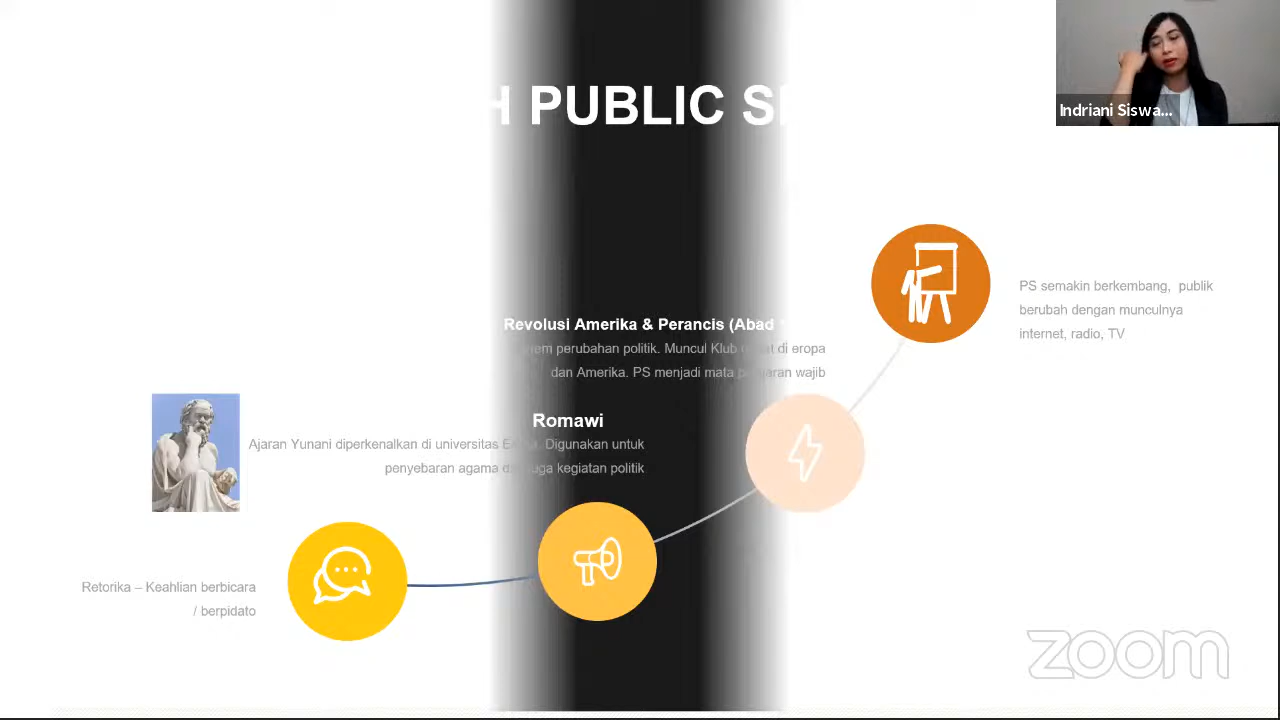 H PUBLIC S
Indriani Siswa...
PS semakin berkembang, publik
berubah dengan munculnya
internet, radio, TV
Revolusi Amerika & Perancis (Abad
perubahan politik. Muncul Klub di eropa
dan Amerika. PS menjadi mata wajib
Romawi
Ajaran Yunani diperkenalkan di universitas Digunakan untuk
penyebaran agama juga kegiatan politik
Retorika – Keahlian berbicara
/ berpidato
zoom